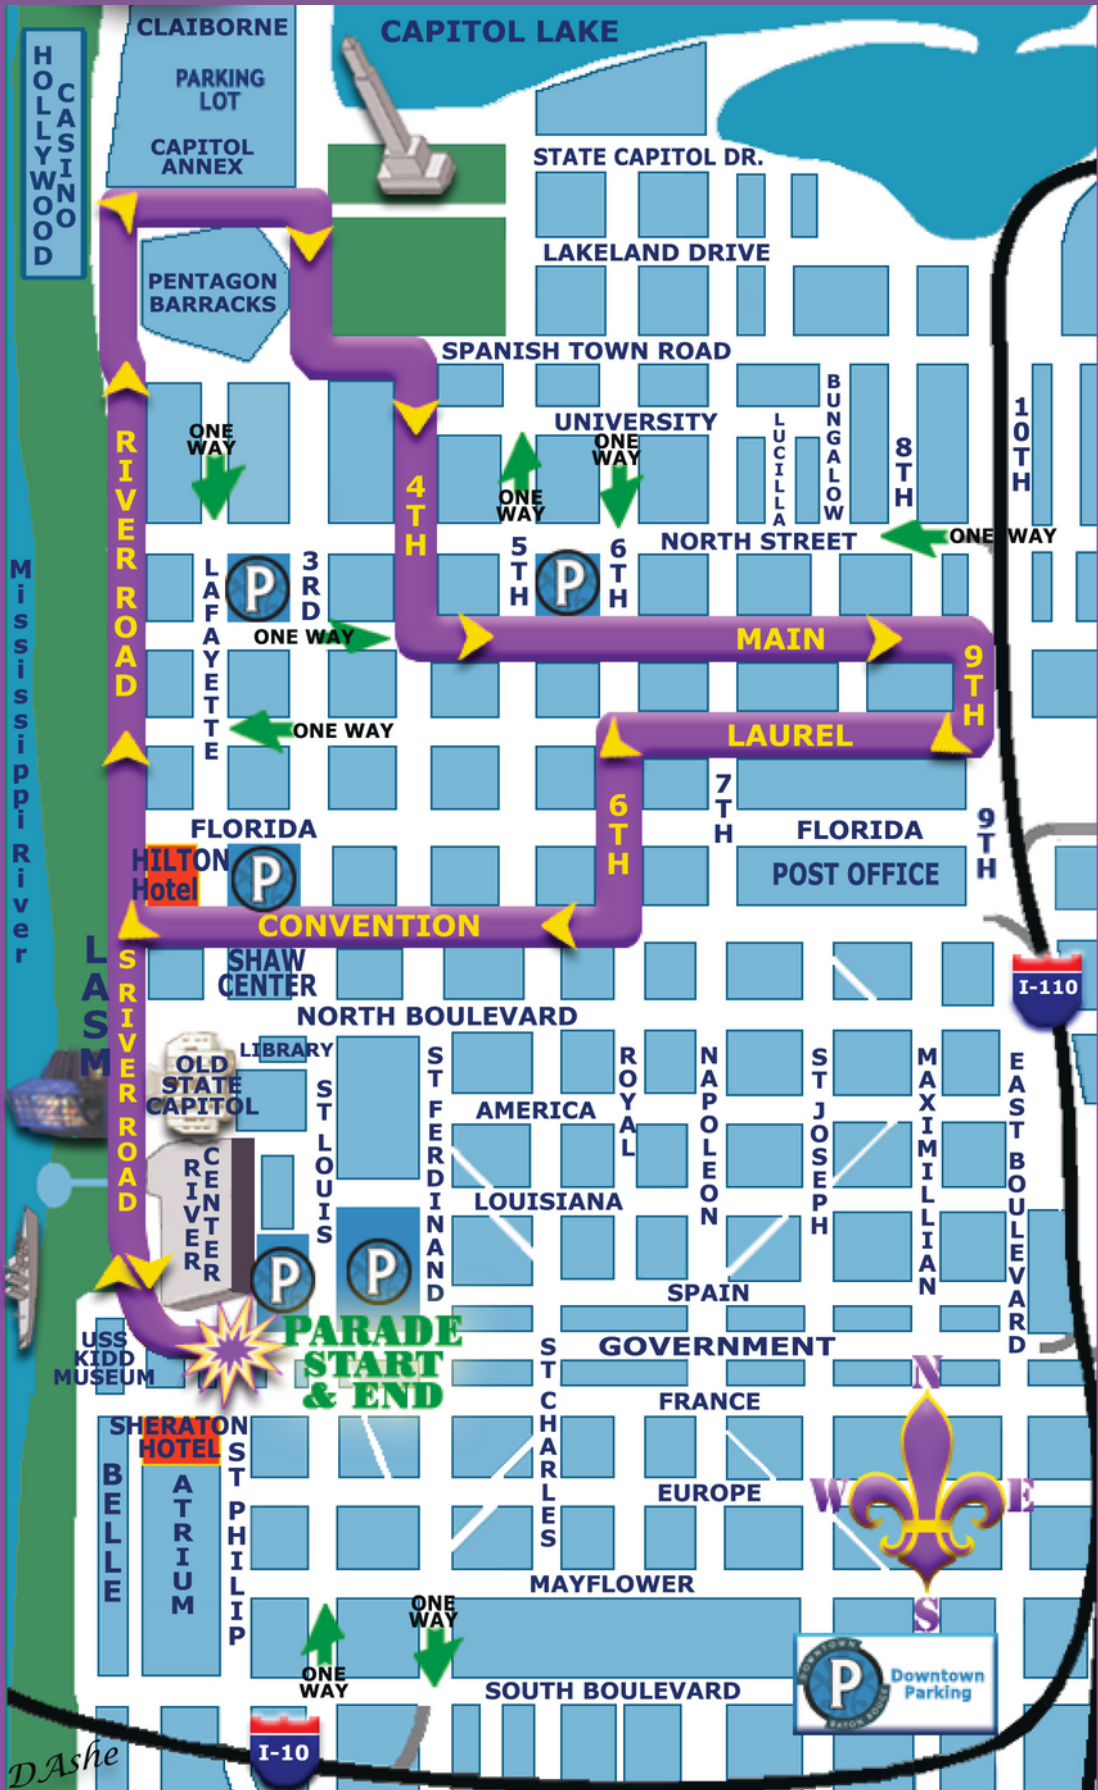 CLAIBORNE
CAPITOL LAKE
HOLLYWOOD
CASINO
PARKING
LOT
CAPITOL
ANNEX
STATE CAPITOL DR.
LAKELAND DRIVE
PENTAGON
BARRACKS
SPANISH TOWN ROAD
UNIVERSITY
BUNGALOW
LUCILLA
8TH
10TH
ONE
WAY
ONE
WAY
ONE
WAY
RIVER ROAD
4TH
NORTH STREET
ONE WAY
5TH
6TH
P
P
3RD
LAFAYETTE
ONE WAY
MAIN
9TH
Mississippi River
ONE WAY
LAUREL
6TH
7TH
9TH
FLORIDA
FLORIDA
HILTON
Hotel
P
POST OFFICE
CONVENTION
LASM
S RIVER ROAD
SHAW
CENTER
I-110
NORTH BOULEVARD
LIBRARY
OLD
STATE
CAPITOL
ST LOUIS
ST FERDINAND
ROYAL
NAPOLEON
ST JOSEPH
MAXIMILLIAN
EAST BOULEVARD
AMERICA
RIVER
CENTER
LOUISIANA
P
P
SPAIN
PARADE
START
& END
USS
KIDD
MUSEUM
GOVERNMENT
ST CHARLES
FRANCE
N
W
E
S
SHERATON
HOTEL
BELLE
ATRIUM
ST PHILIP
EUROPE
MAYFLOWER
ONE
WAY
ONE
WAY
SOUTH BOULEVARD
DOWNTOWN
P
BATON ROUGE
Downtown
Parking
I-10
DAshe